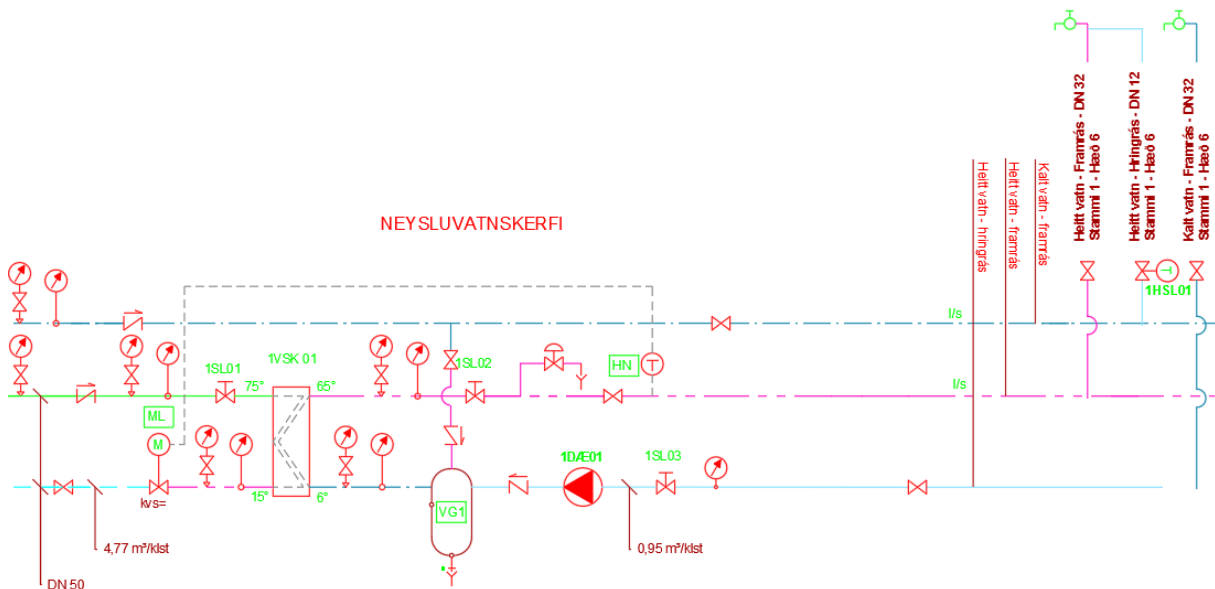 Heitt vatn - Framrás - DN 32
Stammi 1 - Hæð 6
Heitt vatn - Hringrás - DN 12
Stammi 1 - Hæð 6
Kalt vatn - Framrás - DN 32
Stammi 1 - Hæð 6
Heitt vatn - hringrás
Heitt vatn - framrás
Kalt vatn - framrás
NEYSLUVATNSKERFI
T
1HSL01
l/s
1SL01
1VSK 01
1SL02
HN
T
75°
65°
l/s
ML
M
1DÆ01
1SL03
15°
6°
kvs=
VG1
4,77 m³/klst
0,95 m³/klst
DN 50